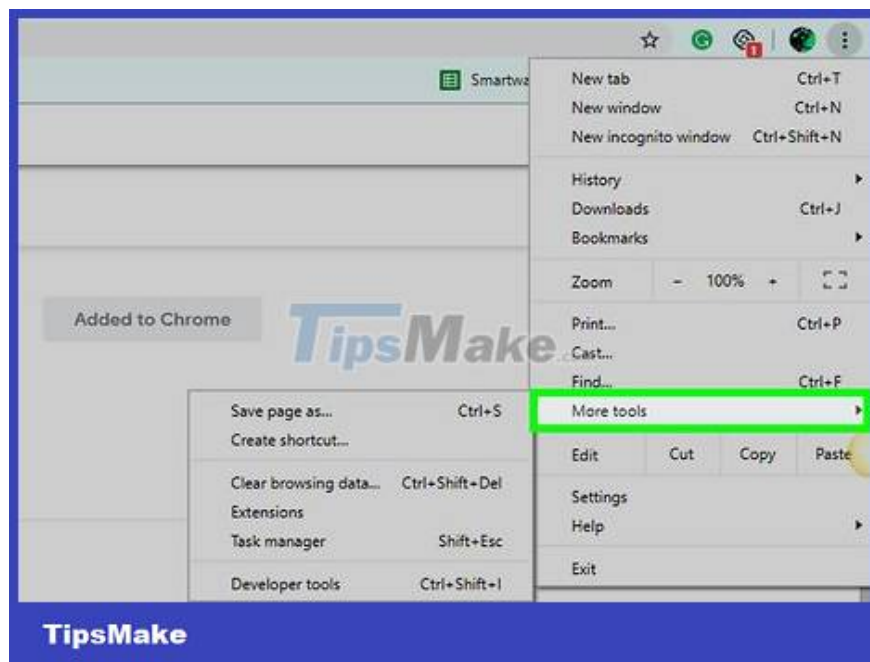 1
Smartwa
New tab Ctrl+T
New window Ctrl+N
New incognito window Ctrl+Shift+N
History
Downloads Ctrl+J
Bookmarks
Zoom - 100% +
Added to Chrome
Print... Ctrl+P
TipsMake.com
Cast...
Find... Ctrl+F
More tools
Save page as... Ctrl+S
Create shortcut...
Edit Cut Copy Paste
Clear browsing data... Ctrl+Shift+Del
Settings
Extensions
Help
Task manager Shift+Esc
Exit
Developer tools Ctrl+Shift+I
TipsMake